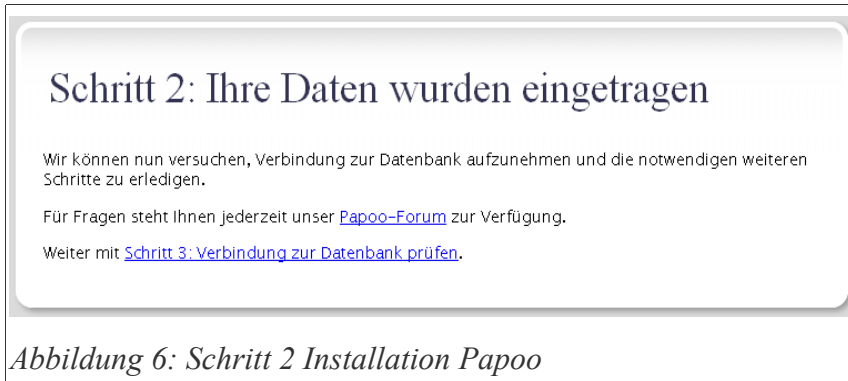 Schritt 2: Ihre Daten wurden eingetragen
Wir können nun versuchen, Verbindung zur Datenbank aufzunehmen und die notwendigen weiteren
Schritte zu erledigen.
Für Fragen steht Ihnen jederzeit unser Papoo-Forum zur Verfügung.
Weiter mit Schritt 3: Verbindung zur Datenbank prüfen.
Abbildung 6: Schritt 2 Installation Papoo